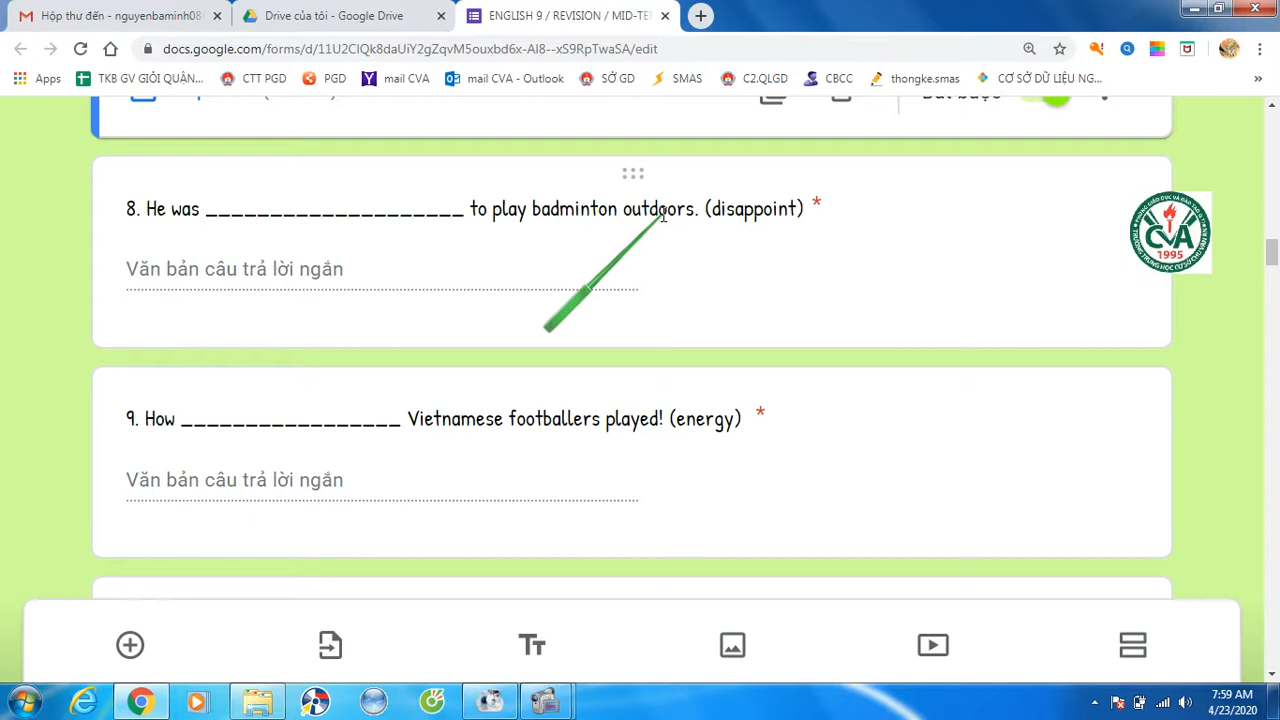 Hộp thư đến - nguyenbaminh08
Drive của tôi - Google Drive
ENGLISH 9 / REVISION / MID-TE
docs.google.com/forms/d/
/edit
Apps
TKB GV GIỎI QUẬN...
CTT PGD
PGD
mail CVA
mail CVA - Outlook
SỞ GD
SMAS
C2.QLGD
CBCC
thongke.smas
CƠ SỞ DỮ LIỆU NG...
»
Bắt buộc
8. He was ____________________ to play badminton outdoors. (disappoint) *
Văn bản câu trả lời ngắn
CVA
1995
9. How _________________ Vietnamese footballers played! (energy) *
Văn bản câu trả lời ngắn
Tт
7:59 AM
4/23/2020